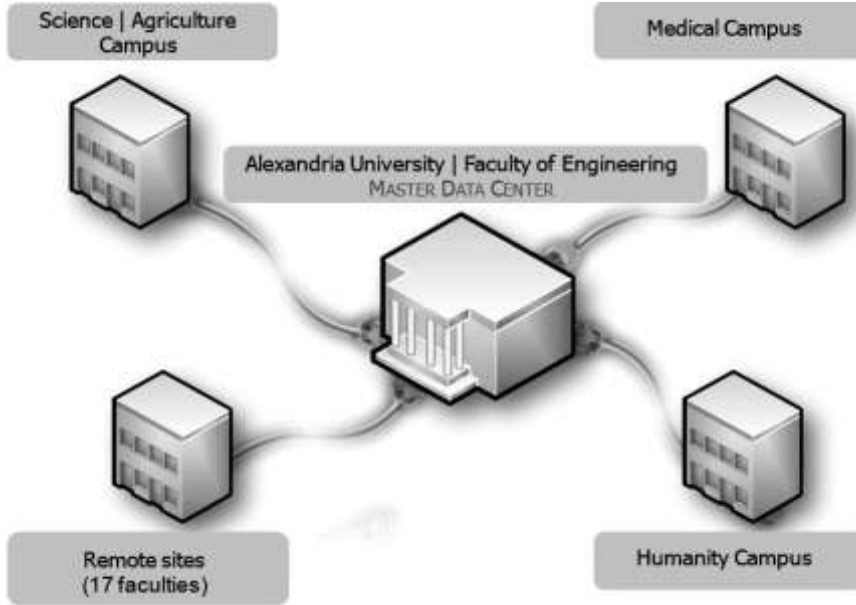 Science | Agriculture
Campus
Medical Campus
Alexandria University | Faculty of Engineering
MASTER DATA CENTER
Remote sites
(17 faculties)
Humanity Campus